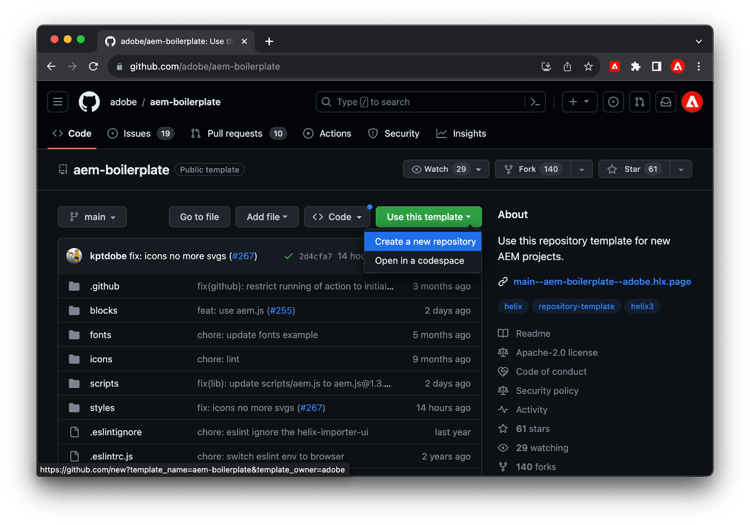 adobe/aem-boilerplate: Use th
github.com/adobe/aem-boilerplate
adobe / aem-boilerplate
Type / to search
Code
Issues 19
Pull requests 10
Actions
Security
Insights
aem-boilerplate Public template
Watch 29
Fork 140
Star 61
main
Go to file
Add file
Code
Use this template
Create a new repository
Open in a codespace
kptdobe fix: icons no more svgs (#267) 2d4cfa7 14 hou
.github fix(github): restrict running of action to initial... 3 months ago
blocks feat: use aem.js (#255) 2 days ago
fonts chore: update fonts example 5 months ago
icons chore: lint 9 months ago
scripts fix(lib): update scripts/aem.js to aem.js@1.3.... 2 days ago
styles fix: icons no more svgs (#267) 14 hours ago
.eslintignore chore: eslint ignore the helix-importer-ui last year
.eslintrc.js chore: switch eslint env to browser 2 years ago
About
Use this repository template for new
AEM projects.
main--aem-boilerplate--adobe.hlx.page
helix repository-template helix3
Readme
Apache-2.0 license
Code of conduct
Security policy
Activity
61 stars
29 watching
140 forks
https://github.com/new?template_name=aem-boilerplate&template_owner=adobe